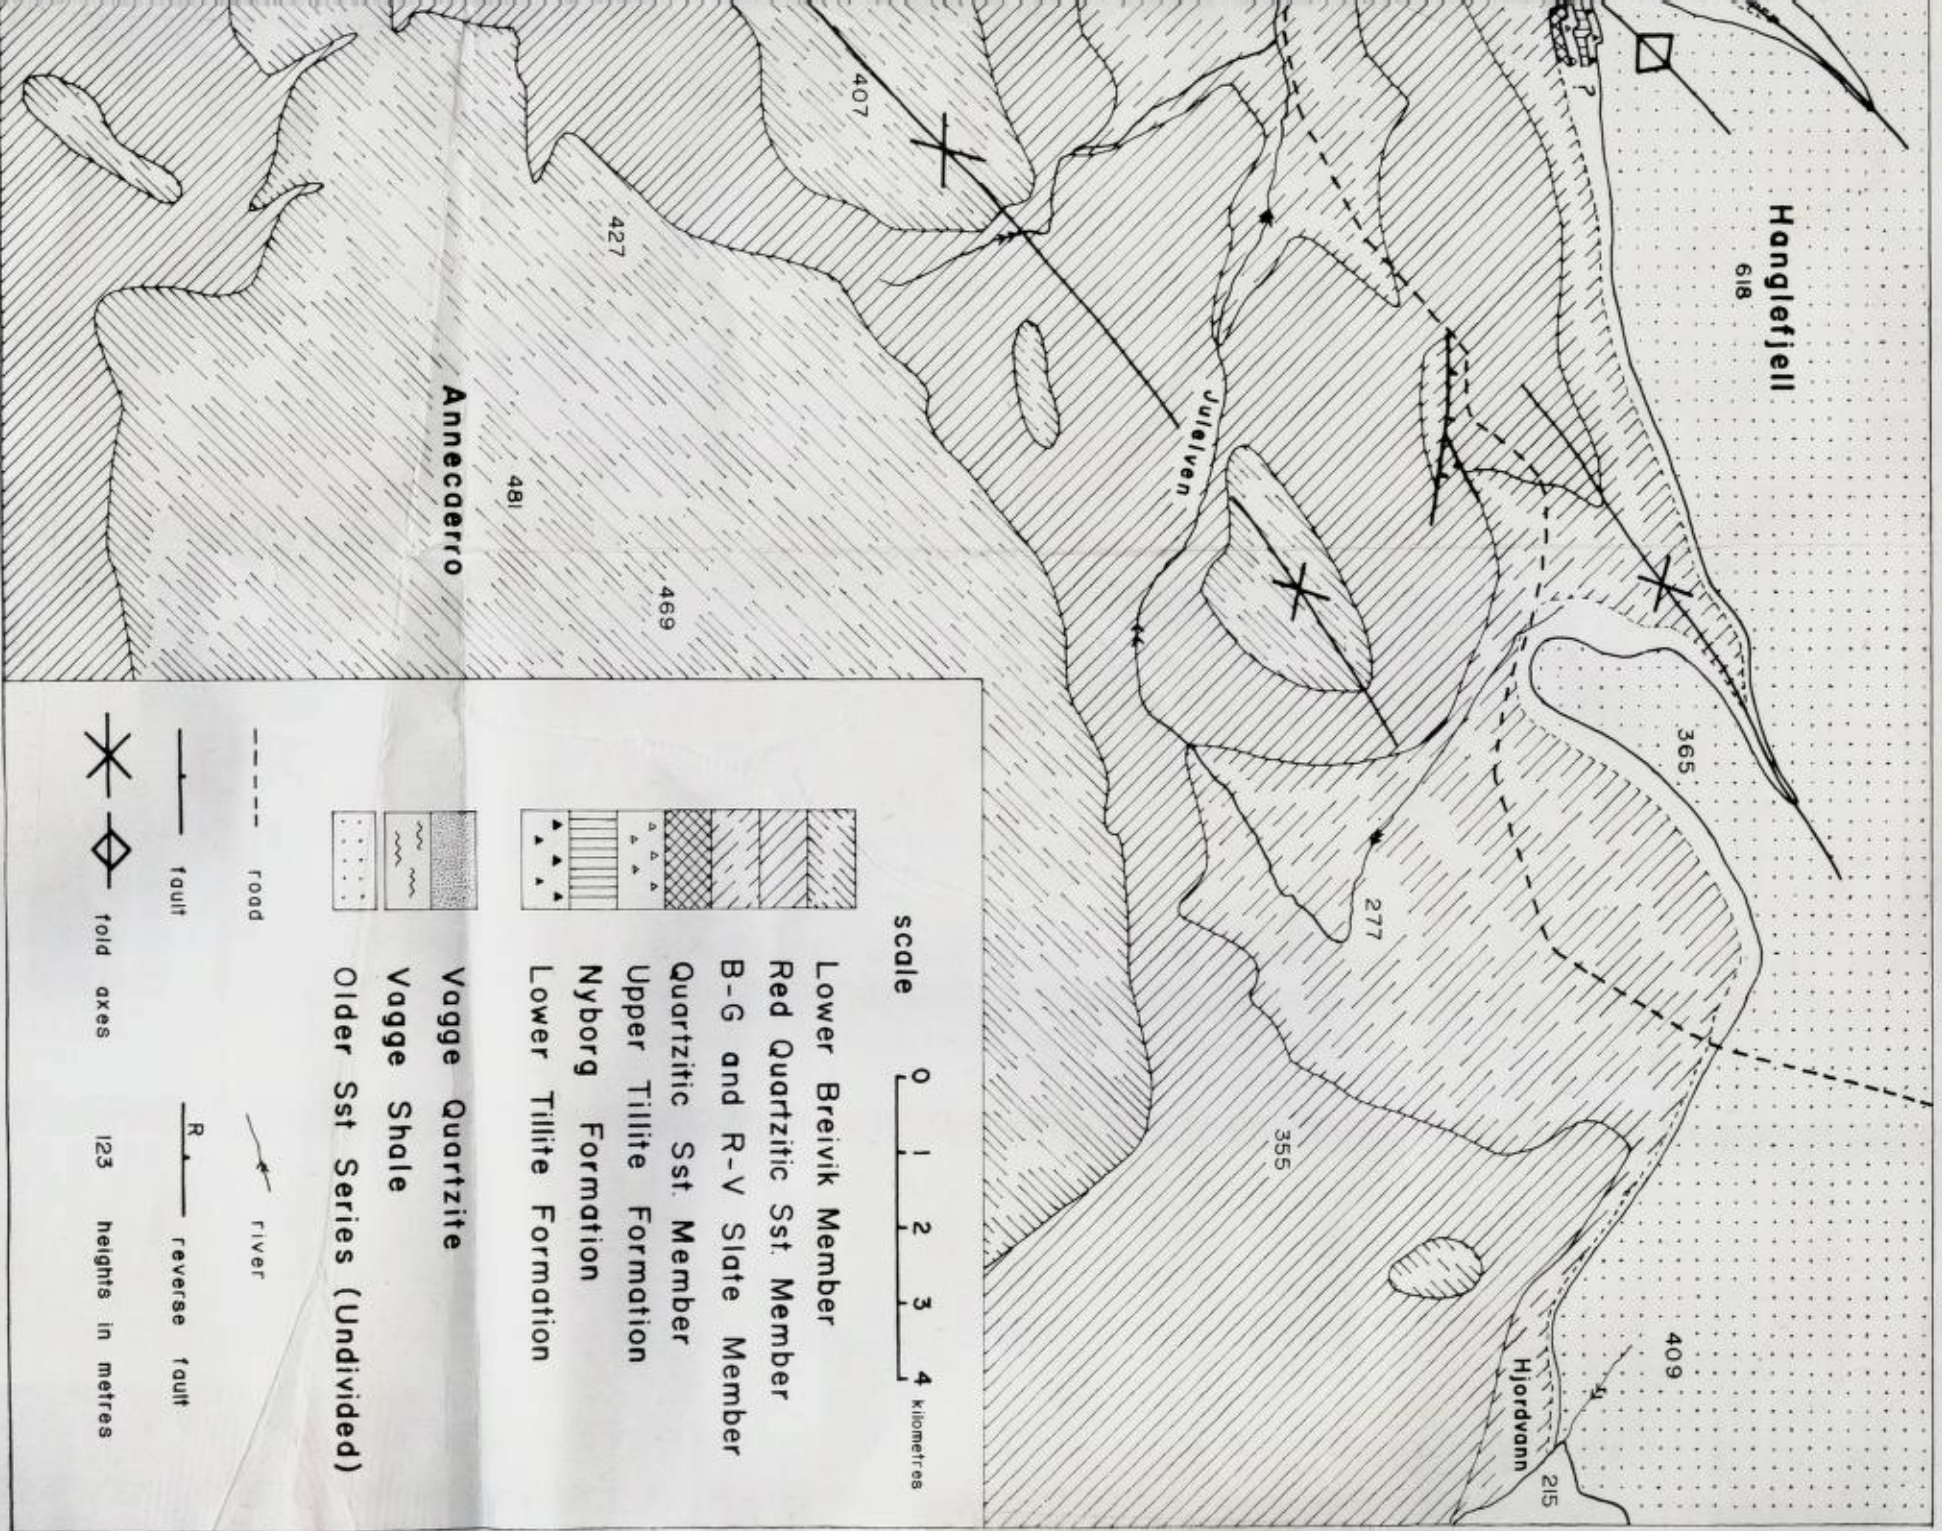 Hanglefjell
618
?
407
427
Julelven
Annecaerro
481
469
365
277
355
409
Hjordvann
215
scale
0 1 2 3 4 kilometres
Lower Breivik Member
Red Quartzitic Sst. Member
B-G and R-V Slate Member
Quartzitic Sst. Member
Upper Tillite Formation
Nyborg Formation
Lower Tillite Formation
Vagge Quartzite
Vagge Shale
Older Sst Series (Undivided)
road
river
fault
R
reverse fault
fold axes
123 heights in metres